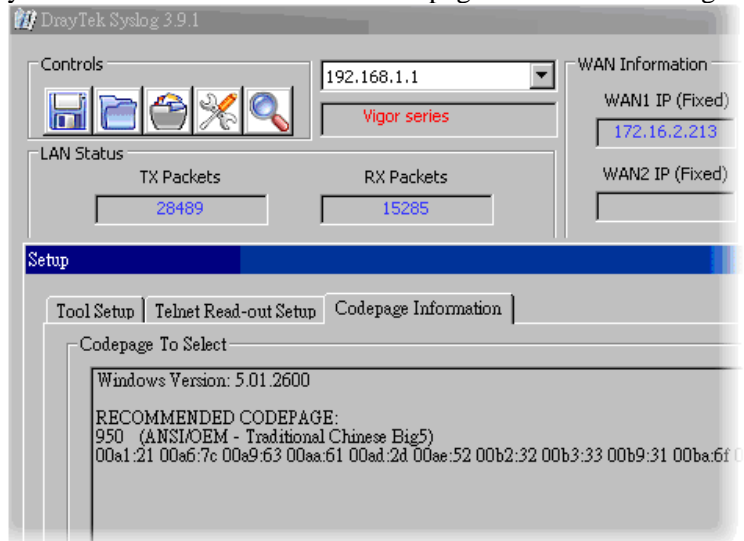 DrayTek Syslog 3.9.1
Controls
192.168.1.1
Vigor series
WAN Information
WAN1 IP (Fixed)
172.16.2.213
WAN2 IP (Fixed)
LAN Status
TX Packets
RX Packets
28489
15285
Setup
Tool Setup
Telnet Read-out Setup
Codepage Information
Codepage To Select
Windows Version: 5.01.2600
RECOMMENDED CODEPAGE:
950 (ANSI/OEM - Traditional Chinese Big5)
00a1:21 00a6:7c 00a9:63 00aa:61 00ad:2d 00ae:52 00b2:32 00b3:33 00b9:31 00ba:6f